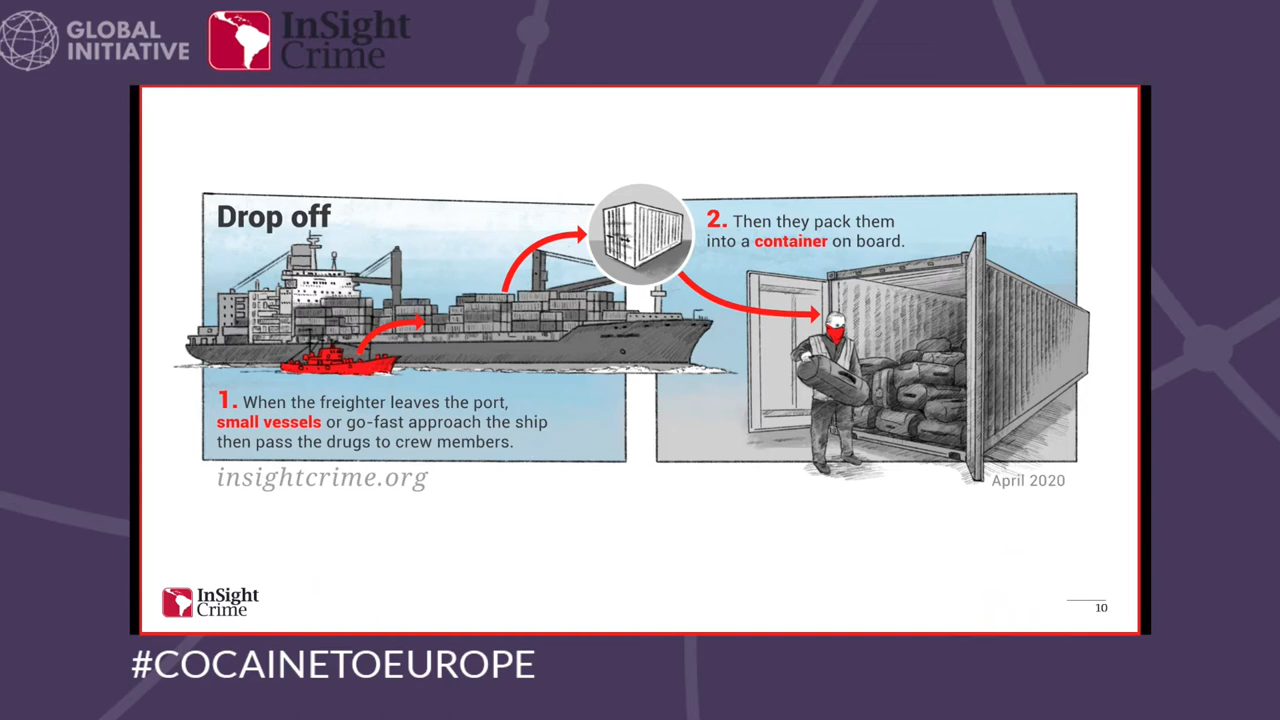 GLOBAL
INITIATIVE
InSight
Crime
Drop off
1. When the freighter leaves the port,
small vessels or go-fast approach the ship
then pass the drugs to crew members.
2. Then they pack them
into a container on board.
insightcrime.org
April 2020
InSight
Crime
10
#COCAINETOEUROPE